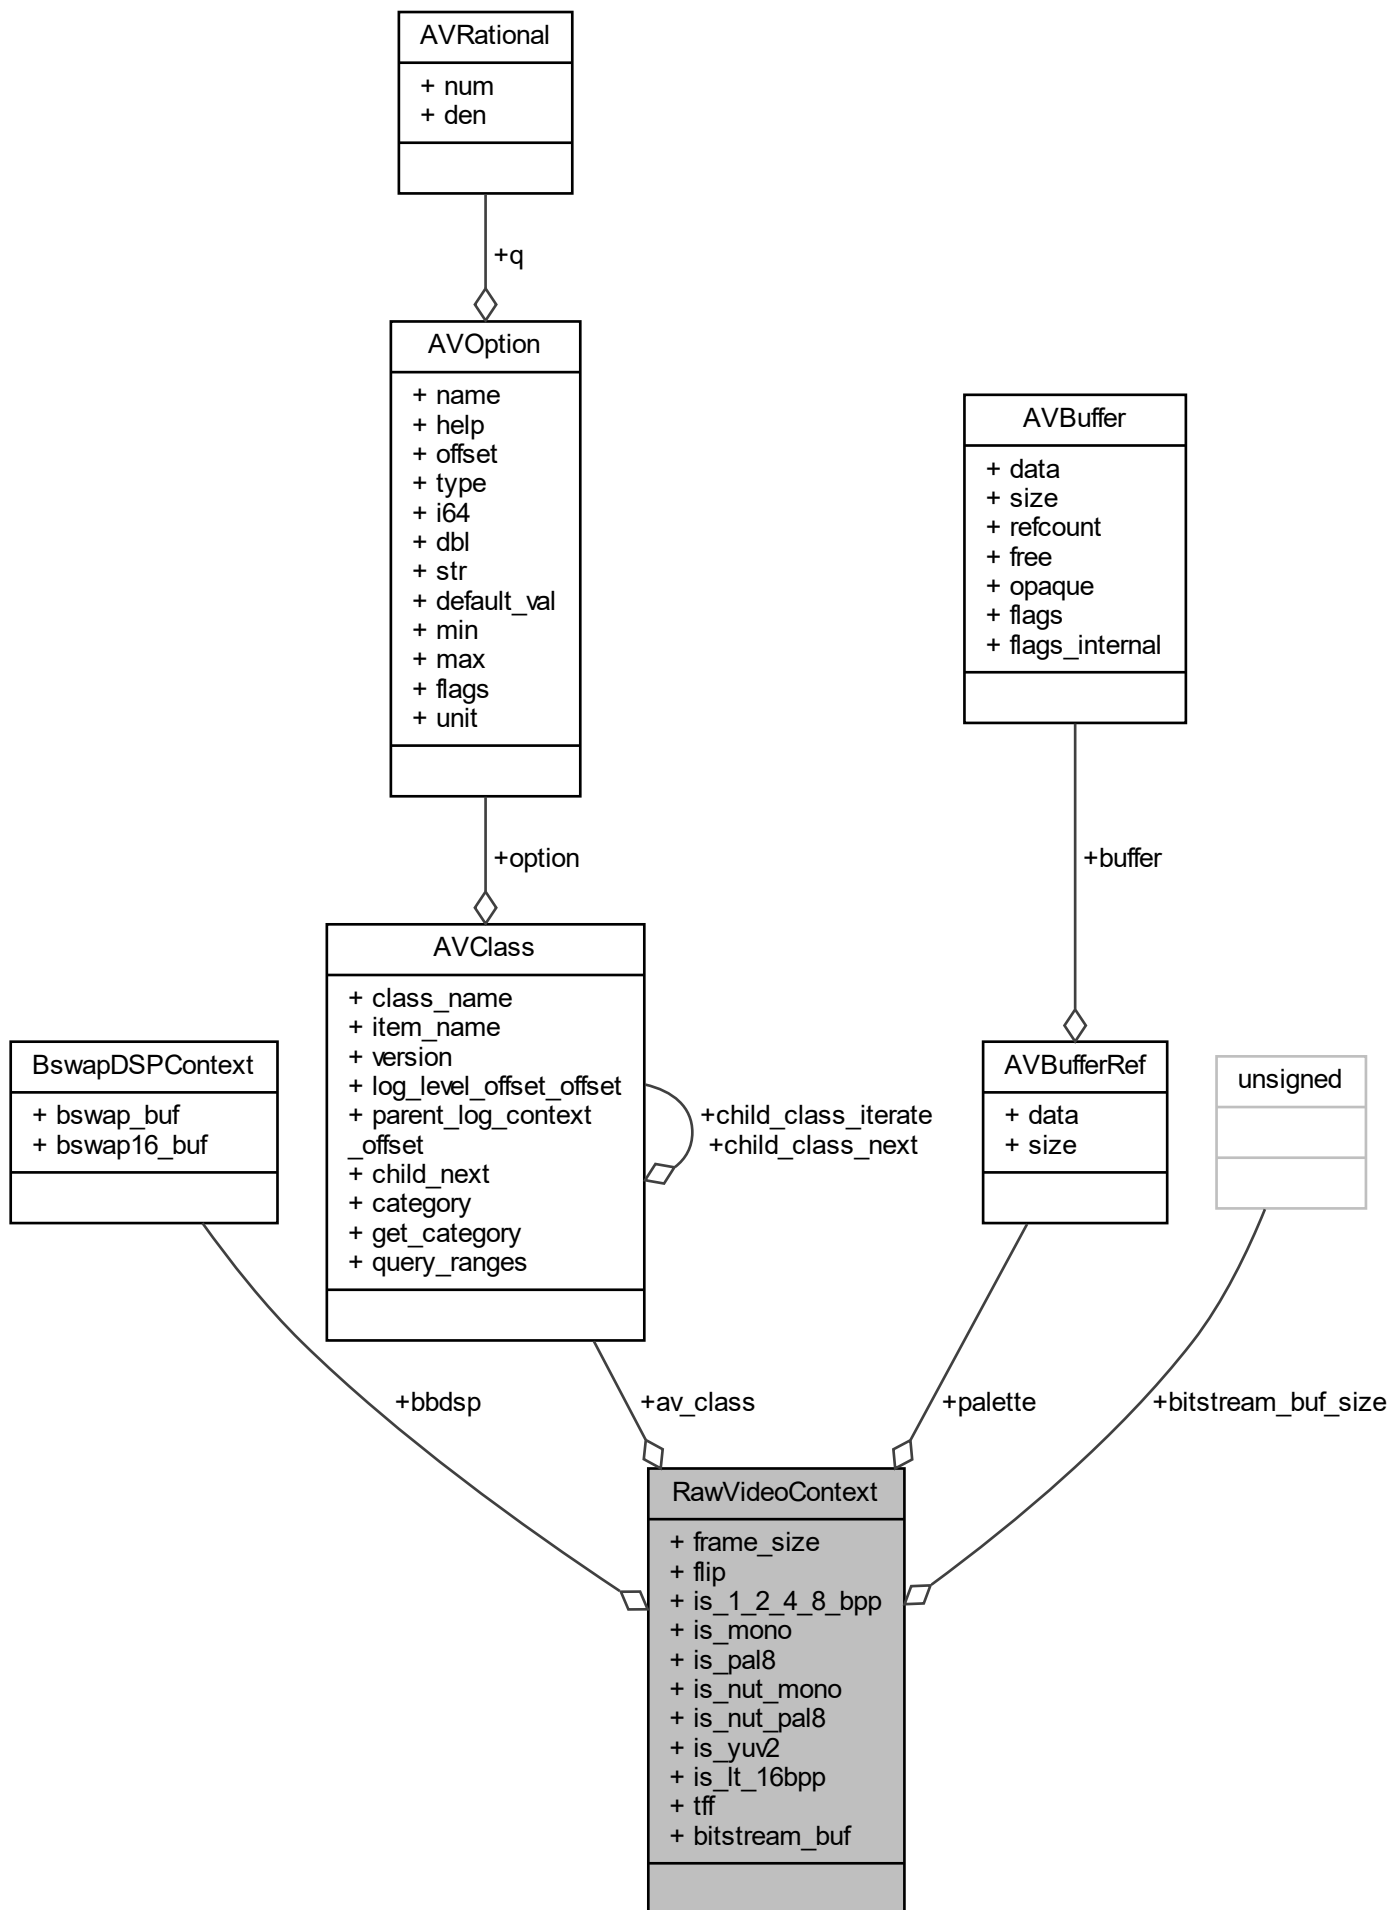 AVRational
+ num
+ den
+q
AVOption
+ name
+ help
+ offset
+ type
+ i64
+ dbl
+ str
+ default_val
+ min
+ max
+ flags
+ unit
AVBuffer
+ data
+ size
+ refcount
+ free
+ opaque
+ flags
+ flags_internal
+option
+buffer
AVClass
+ class_name
+ item_name
+ version
+ log_level_offset_offset
+ parent_log_context
_offset
+ child_next
+ category
+ get_category
+ query_ranges
+child_class_iterate
+child_class_next
BswapDSPContext
+ bswap_buf
+ bswap16_buf
AVBufferRef
+ data
+ size
unsigned
+bbdsp
+av_class
+palette
+bitstream_buf_size
RawVideoContext
+ frame_size
+ flip
+ is_1_2_4_8_bpp
+ is_mono
+ is_pal8
+ is_nut_mono
+ is_nut_pal8
+ is_yuv2
+ is_lt_16bpp
+ tff
+ bitstream_buf